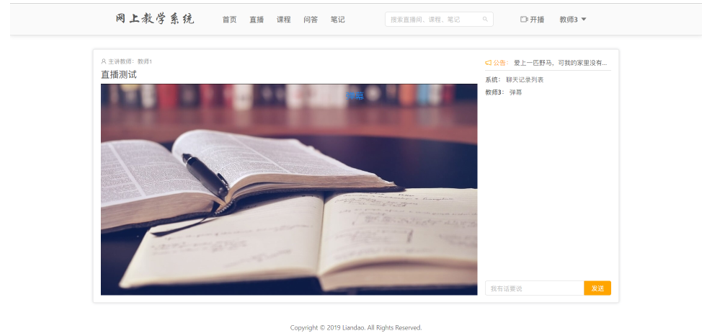 网上教学系统
首页 直播 课程 问答 笔记
搜索直播间、课程、笔记
开播 教师3
主讲教师：教师1
直播测试
公告： 爱上一匹野马，可我的家里没有...
系统： 聊天记录列表
教师3： 弹幕
我有话要说
发送
Copyright © 2019 Liandao. All Rights Reserved.